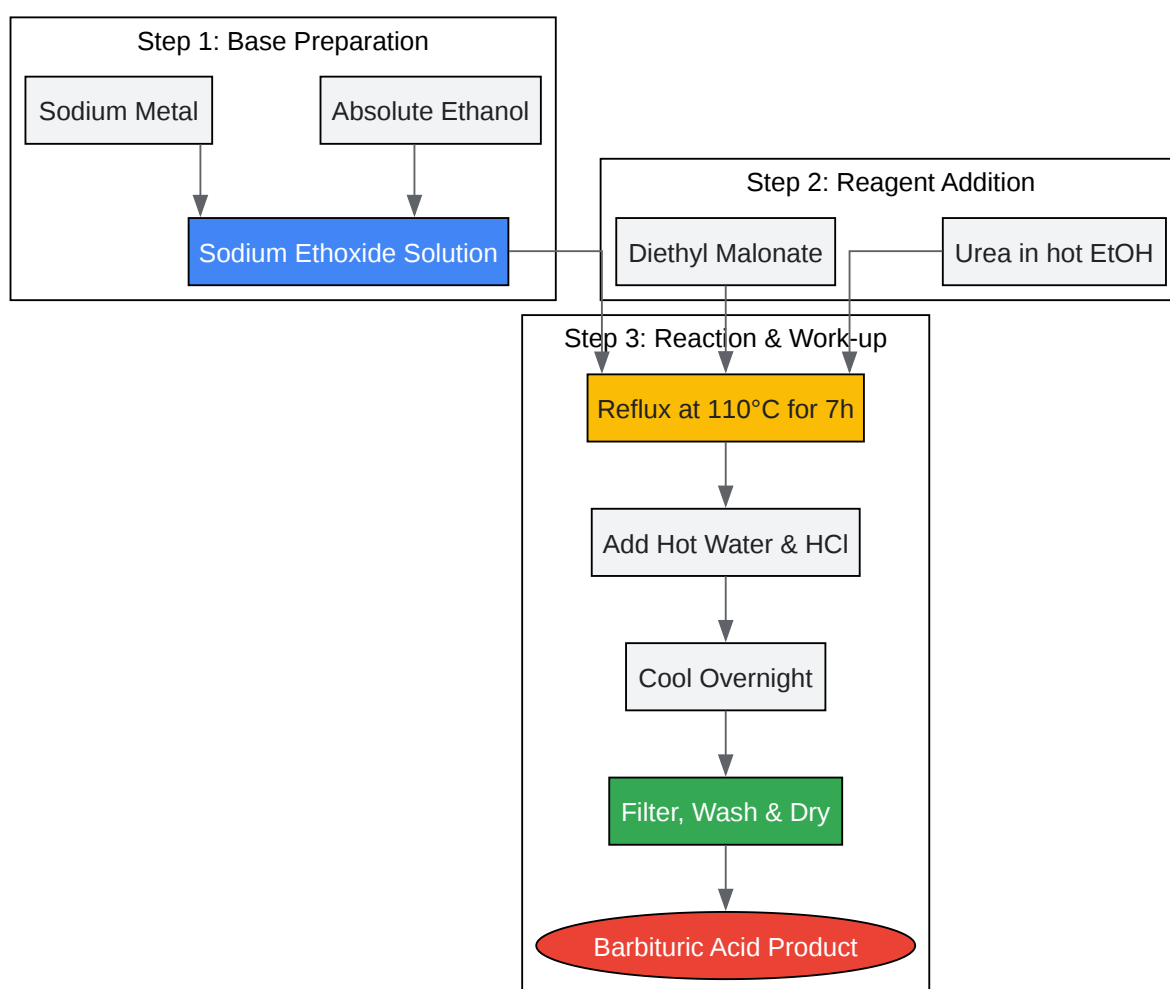 Step 1: Base Preparation
Sodium Metal
Absolute Ethanol
Sodium Ethoxide Solution
Step 2: Reagent Addition
Diethyl Malonate
Urea in hot EtOH
Step 3: Reaction & Work-up
Reflux at 110°C for 7h
Add Hot Water & HCl
Cool Overnight
Filter, Wash & Dry
Barbituric Acid Product